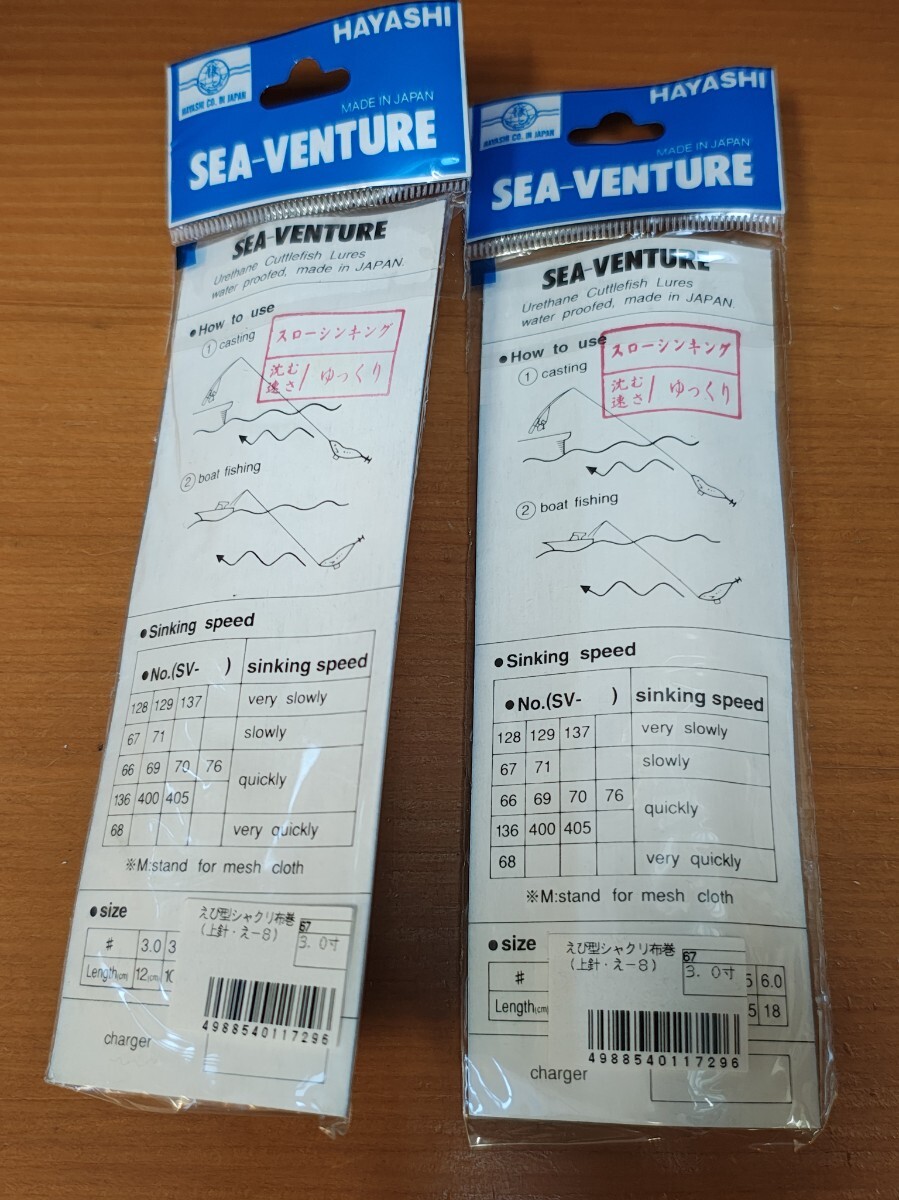 HAYASHI
HAYASHI CO. IN JAPAN
MADE IN JAPAN
SEA-VENTURE
SEA-VENTURE
Urethane Cuttlefish Lures
water proofed, made in JAPAN.
●How to use
① casting
スローシンキング
沈む速さ/ゆっくり
② boat fishing
●Sinking speed
●No.(SV- ) sinking speed
128 129 137 very slowly
67 71 slowly
66 69 70 76 quickly
136 400 405
68 very quickly
※M:stand for mesh cloth
●size
# 3.0 3
Length(cm) 12(cm) 10
えび型シャクリ布巻
(上針・えー8)
67
3.0寸
4988540117296
charger
HAYASHI
HAYASHI CO. IN JAPAN
MADE IN JAPAN
SEA-VENTURE
SEA-VENTURE
Urethane Cuttlefish Lures
water proofed, made in JAPAN.
●How to use
① casting
スローシンキング
沈む速さ/ゆっくり
② boat fishing
●Sinking speed
●No.(SV- ) sinking speed
128 129 137 very slowly
67 71 slowly
66 69 70 76 quickly
136 400 405
68 very quickly
※M:stand for mesh cloth
●size
# 5 6.0
Length(cm) 5 18
えび型シャクリ布巻
(上針・えー8)
67
3.0寸
4988540117296
charger